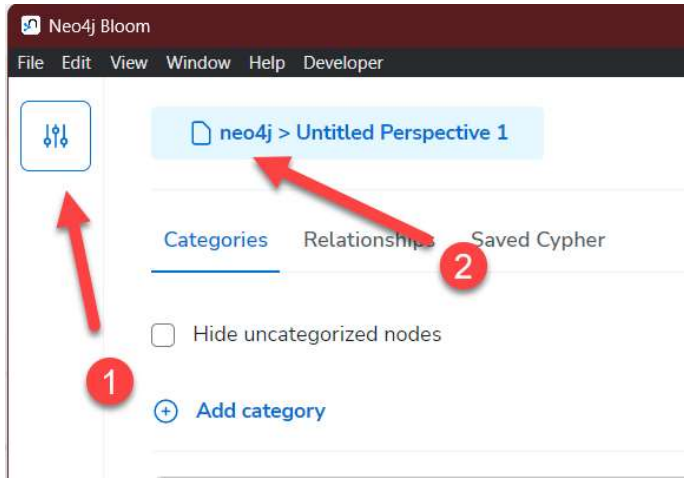 Neo4j Bloom
File Edit View Window Help Developer
neo4j > Untitled Perspective 1
Categories Relationships Saved Cypher
2
Hide uncategorized nodes
1
Add category